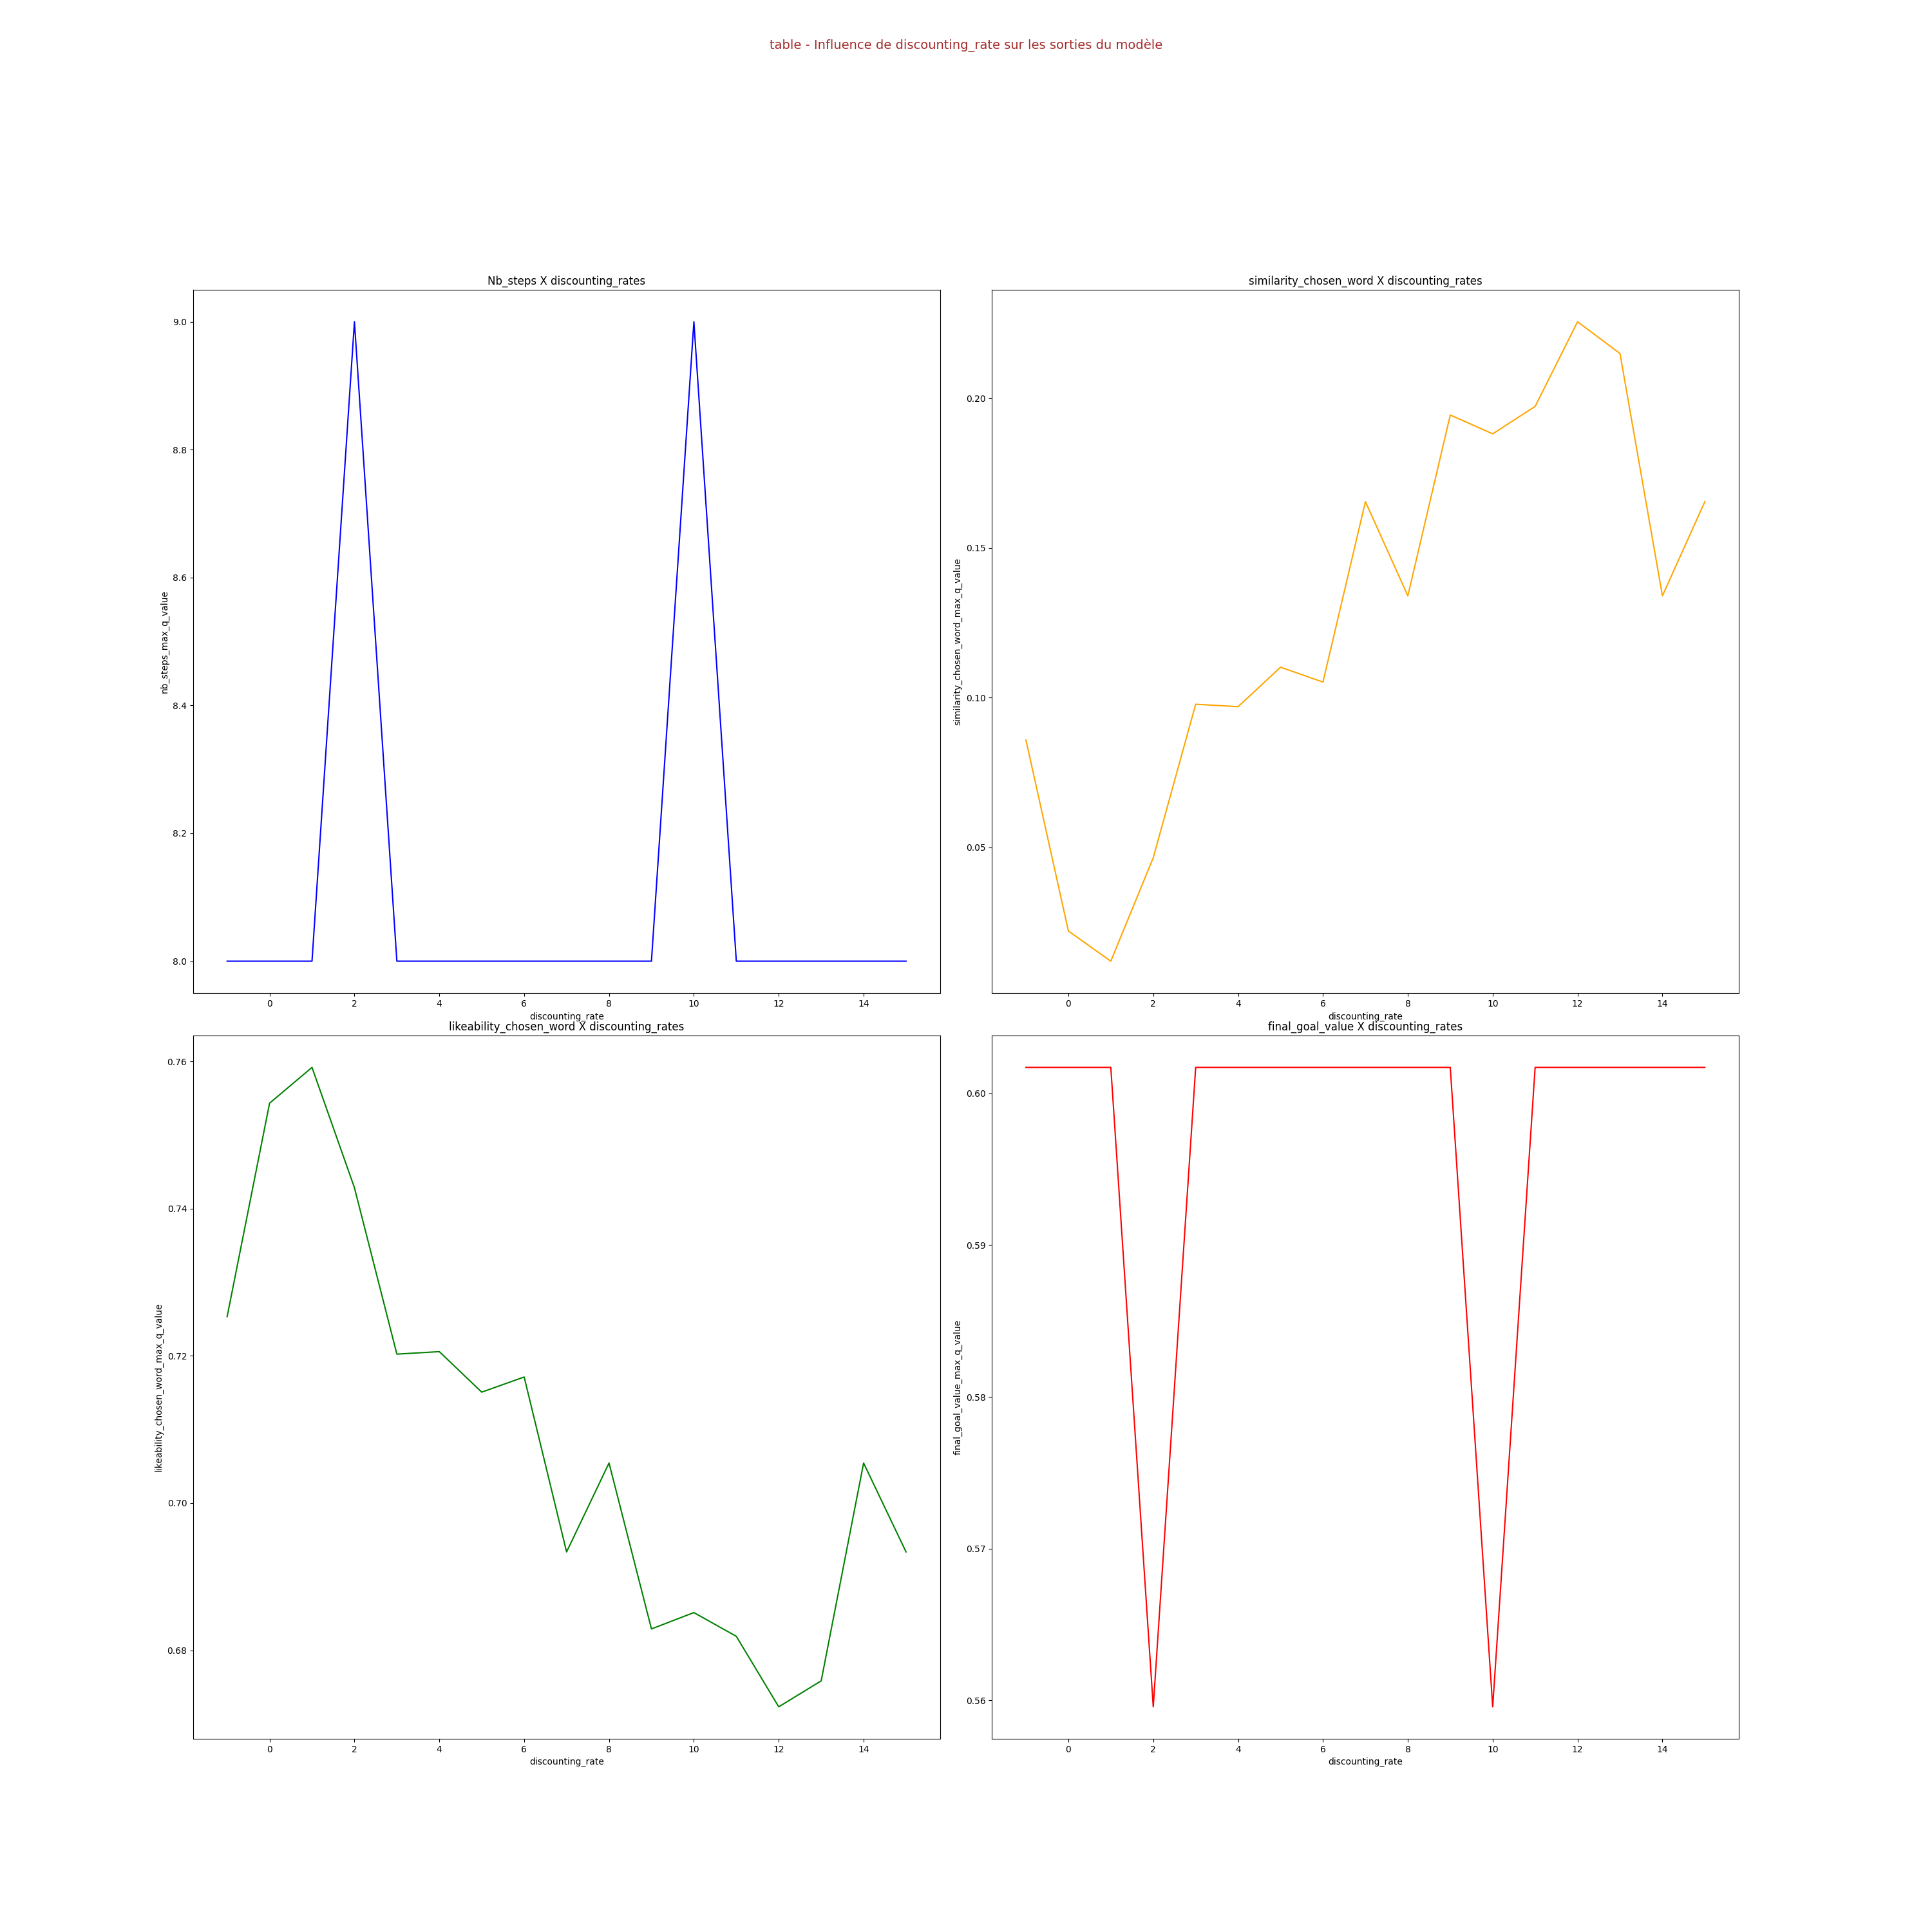 table - Influence de discounting_rate sur les sorties du modèle
Nb_steps X discounting_rates
nb_steps_max_q_value
9.0
8.8
8.6
8.4
8.2
8.0
0 2 4 6 8 10 12 14
discounting_rate
similarity_chosen_word X discounting_rates
similarity_chosen_word_max_q_value
0.20
0.15
0.10
0.05
0 2 4 6 8 10 12 14
discounting_rate
likeability_chosen_word X discounting_rates
likeability_chosen_word_max_q_value
0.76
0.74
0.72
0.70
0.68
0 2 4 6 8 10 12 14
discounting_rate
final_goal_value X discounting_rates
final_goal_value_max_q_value
0.60
0.59
0.58
0.57
0.56
0 2 4 6 8 10 12 14
discounting_rate